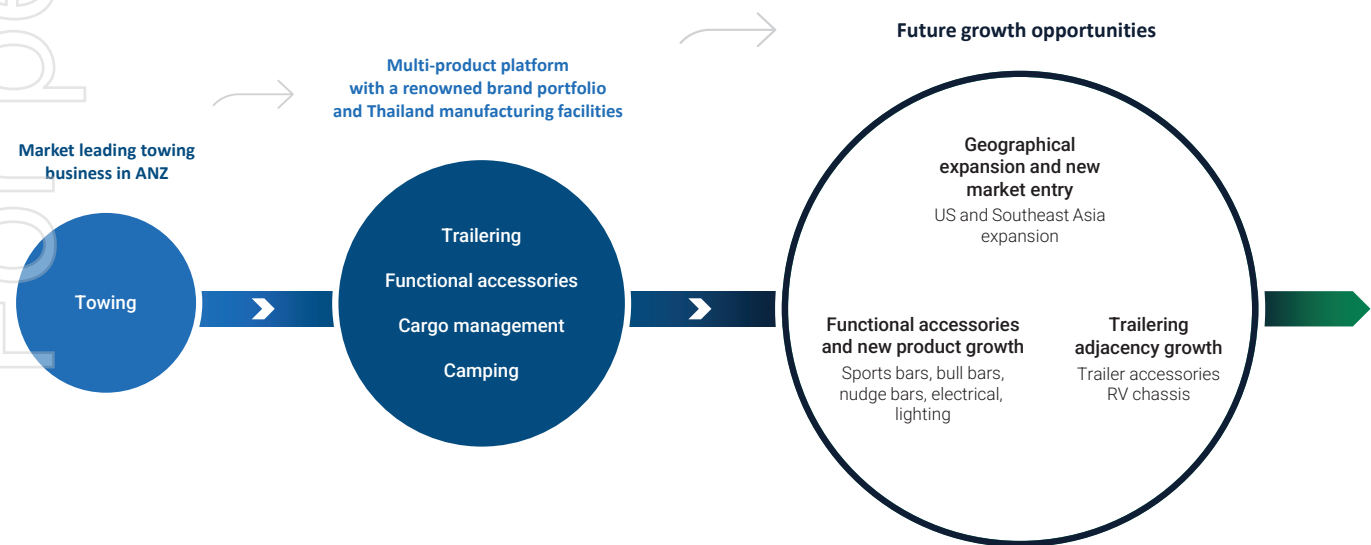 Market leading towing
business in ANZ
Towing
Multi-product platform
with a renowned brand portfolio
and Thailand manufacturing facilities
Trailering
Functional accessories
Cargo management
Camping
Future growth opportunities
Geographical
expansion and new
market entry
US and Southeast Asia
expansion
Functional accessories
and new product growth
Sports bars, bull bars,
nudge bars, electrical,
lighting
Trailering
adjacency growth
Trailer accessories
RV chassis